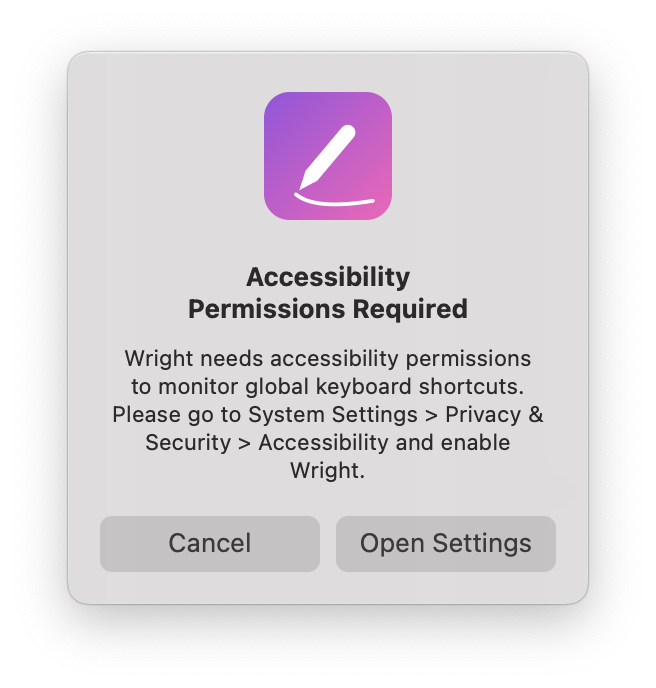 Accessibility
Permissions Required
Wright needs accessibility permissions
to monitor global keyboard shortcuts.
Please go to System Settings > Privacy &
Security > Accessibility and enable
Wright.
Cancel
Open Settings